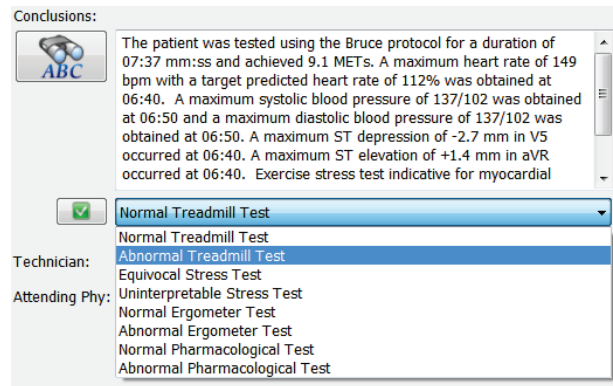 Conclusions:
ABC
The patient was tested using the Bruce protocol for a duration of
07:37 mm:ss and achieved 9.1 METs. A maximum heart rate of 149
bpm with a target predicted heart rate of 112% was obtained at
06:40.  A maximum systolic blood pressure of 137/102 was obtained
at 06:50 and a maximum diastolic blood pressure of 137/102 was
obtained at 06:50. A maximum ST depression of -2.7 mm in V5
occurred at 06:40. A maximum ST elevation of +1.4 mm in aVR
occurred at 06:40.  Exercise stress test indicative for myocardial
Normal Treadmill Test
Normal Treadmill Test
Abnormal Treadmill Test
Technician:
Equivocal Stress Test
Uninterpretable Stress Test
Attending Phy:
Normal Ergometer Test
Abnormal Ergometer Test
Normal Pharmacological Test
Abnormal Pharmacological Test